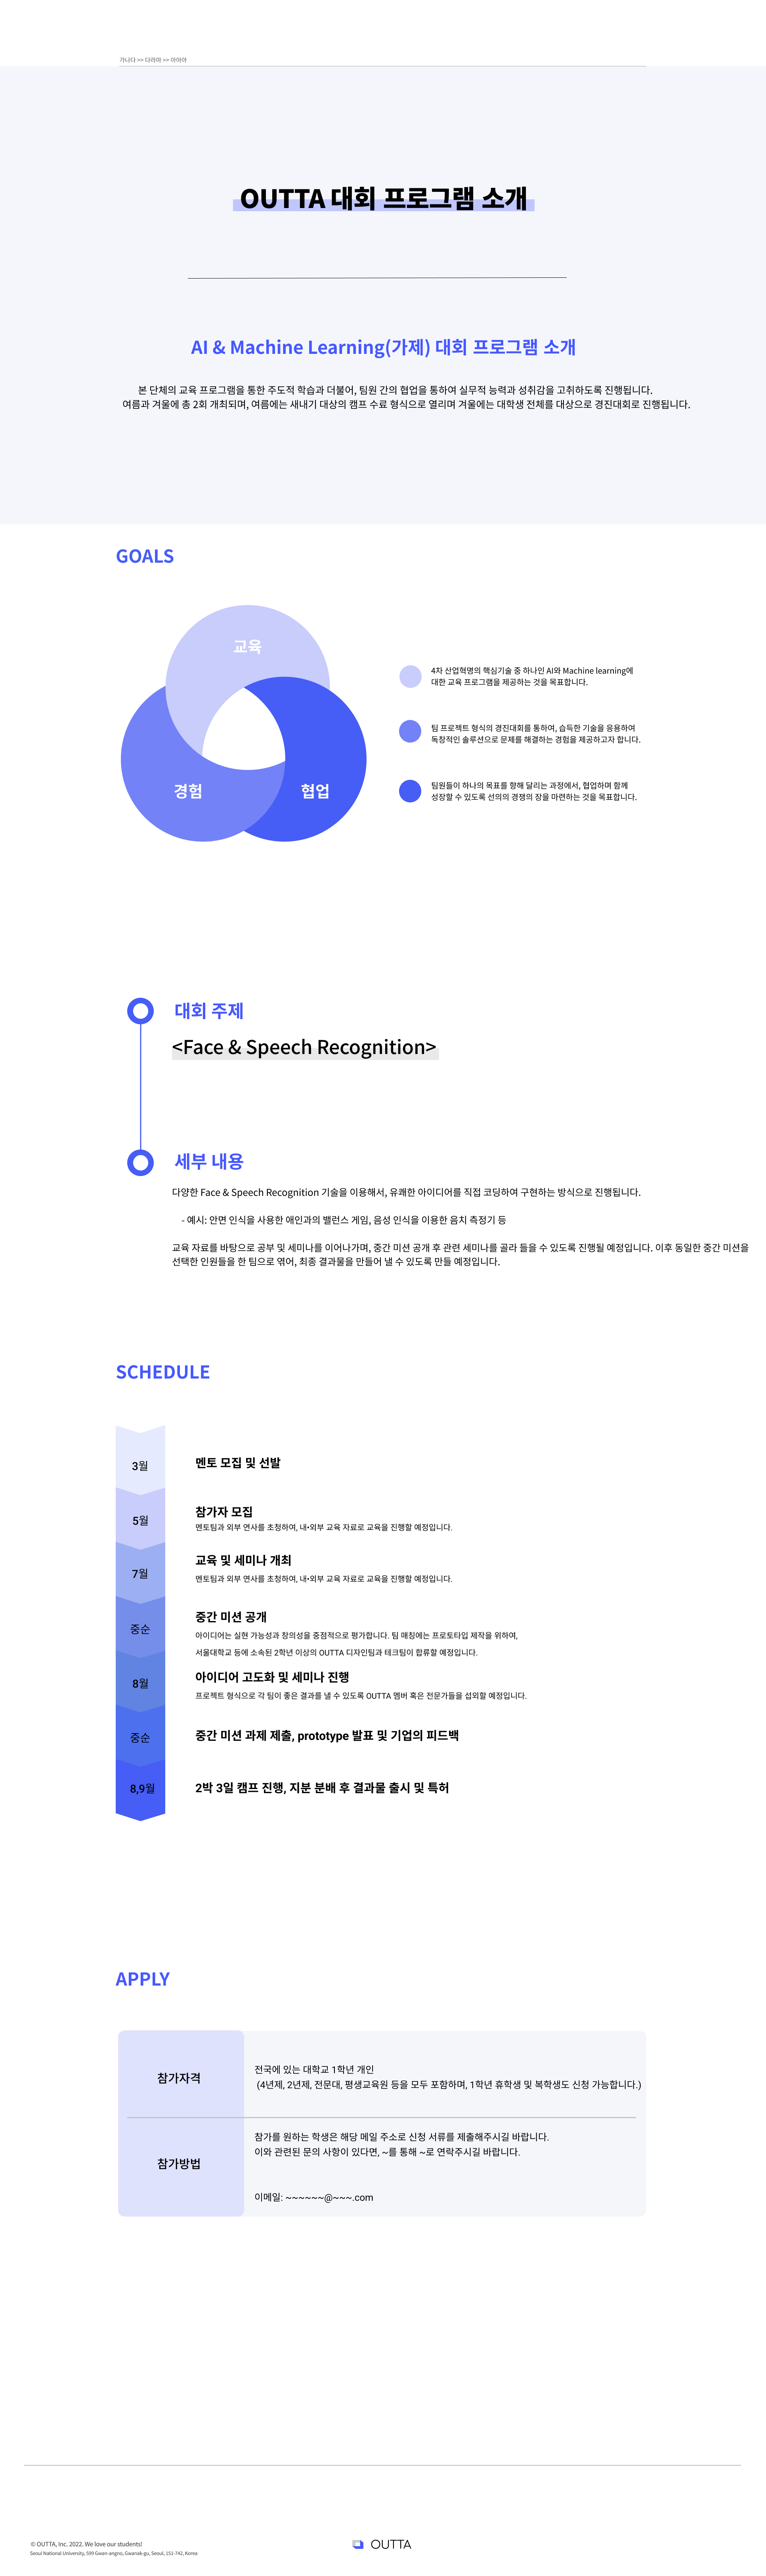 가나다 >> 다라마 >> 아야야
OUTTA 대회 프로그램 소개
AI & Machine Learning(가제) 대회 프로그램 소개
본 단체의 교육 프로그램을 통한 주도적 학습과 더불어, 팀원 간의 협업을 통하여 실무적 능력과 성취감을 고취하도록 진행됩니다.
여름과 겨울에 총 2회 개최되며, 여름에는 새내기 대상의 캠프 수료 형식으로 열리며 겨울에는 대학생 전체를 대상으로 경진대회로 진행됩니다.
GOALS
교육
경험
협업
4차 산업혁명의 핵심기술 중 하나인 AI와 Machine learning에
대한 교육 프로그램을 제공하는 것을 목표합니다.
팀 프로젝트 형식의 경진대회를 통하여, 습득한 기술을 응용하여
독창적인 솔루션으로 문제를 해결하는 경험을 제공하고자 합니다.
팀원들이 하나의 목표를 향해 달리는 과정에서, 협업하며 함께
성장할 수 있도록 선의의 경쟁의 장을 마련하는 것을 목표합니다.
대회 주제
<Face & Speech Recognition>
세부 내용
다양한 Face & Speech Recognition 기술을 이용해서, 유쾌한 아이디어를 직접 코딩하여 구현하는 방식으로 진행됩니다.
- 예시: 안면 인식을 사용한 애인과의 밸런스 게임, 음성 인식을 이용한 음치 측정기 등
교육 자료를 바탕으로 공부 및 세미나를 이어나가며, 중간 미션 공개 후 관련 세미나를 골라 들을 수 있도록 진행될 예정입니다. 이후 동일한 중간 미션을
선택한 인원들을 한 팀으로 엮어, 최종 결과물을 만들어 낼 수 있도록 만들 예정입니다.
SCHEDULE
3월
멘토 모집 및 선발
5월
참가자 모집
멘토팀과 외부 연사를 초청하여, 내•외부 교육 자료로 교육을 진행할 예정입니다.
7월
교육 및 세미나 개최
멘토팀과 외부 연사를 초청하여, 내•외부 교육 자료로 교육을 진행할 예정입니다.
중순
중간 미션 공개
아이디어는 실현 가능성과 창의성을 중점적으로 평가합니다. 팀 매칭에는 프로토타입 제작을 위하여,
서울대학교 등에 소속된 2학년 이상의 OUTTA 디자인팀과 테크팀이 합류할 예정입니다.
8월
아이디어 고도화 및 세미나 진행
프로젝트 형식으로 각 팀이 좋은 결과를 낼 수 있도록 OUTTA 멤버 혹은 전문가들을 섭외할 예정입니다.
중순
중간 미션 과제 제출, prototype 발표 및 기업의 피드백
8,9월
2박 3일 캠프 진행, 지분 분배 후 결과물 출시 및 특허
APPLY
참가자격
전국에 있는 대학교 1학년 개인
(4년제, 2년제, 전문대, 평생교육원 등을 모두 포함하며, 1학년 휴학생 및 복학생도 신청 가능합니다.)
참가방법
참가를 원하는 학생은 해당 메일 주소로 신청 서류를 제출해주시길 바랍니다.
이와 관련된 문의 사항이 있다면, ~를 통해 ~로 연락주시길 바랍니다.
이메일: ~~~~~~@~~~.com
© OUTTA, Inc. 2022. We love our students!
Seoul National University, 599 Gwan-angno, Gwanak-gu, Seoul, 151-742, Korea
OUTTA